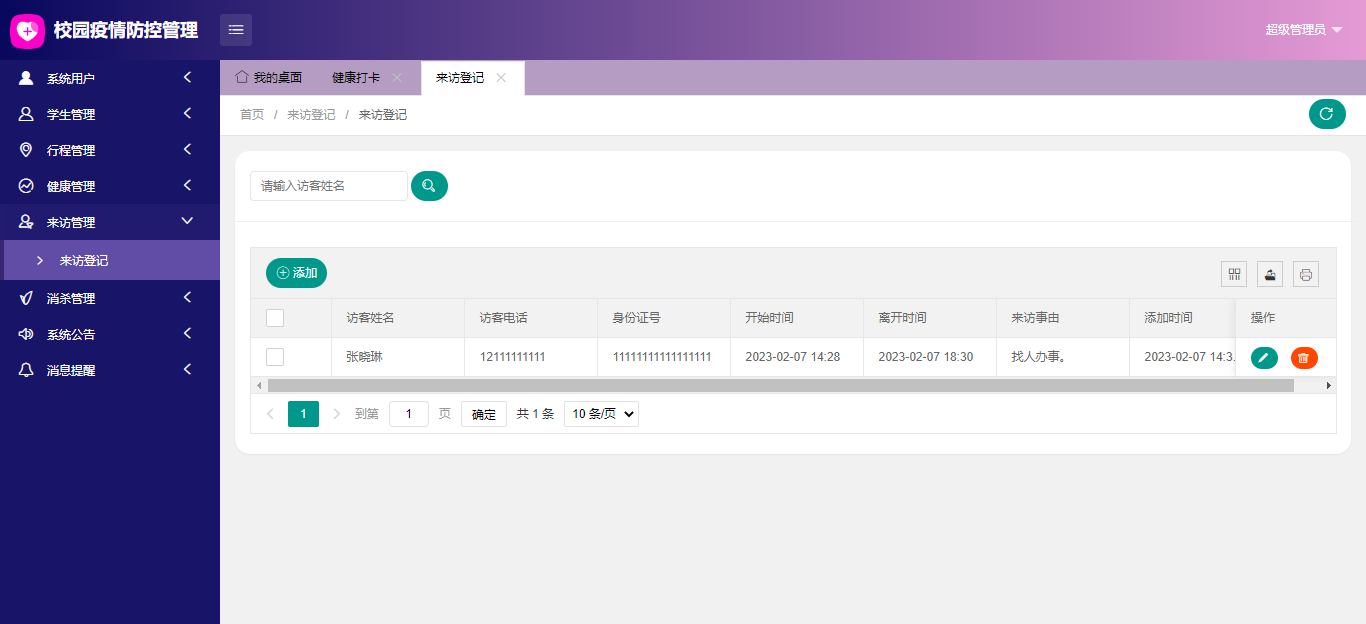 校园疫情防控管理
超级管理员
系统用户
学生管理
行程管理
健康管理
来访管理
来访登记
消杀管理
系统公告
消息提醒
我的桌面 健康打卡 来访登记
首页 / 来访登记 / 来访登记
请输入访客姓名
添加
访客姓名 访客电话 身份证号 开始时间 离开时间 来访事由 添加时间 操作
张晓琳 12111111111 11111111111111111 2023-02-07 14:28 2023-02-07 18:30 找人办事。 2023-02-07 14:3.
1 到第 1 页 确定 共 1 条 10 条/页